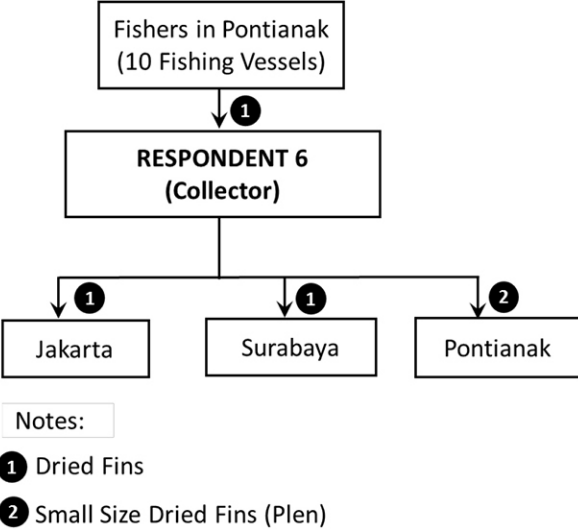 Fishers in Pontianak
(10 Fishing Vessels)
1
RESPONDENT 6
(Collector)
1
1
2
Jakarta
Surabaya
Pontianak
Notes:
1 Dried Fins
2 Small Size Dried Fins (Plen)